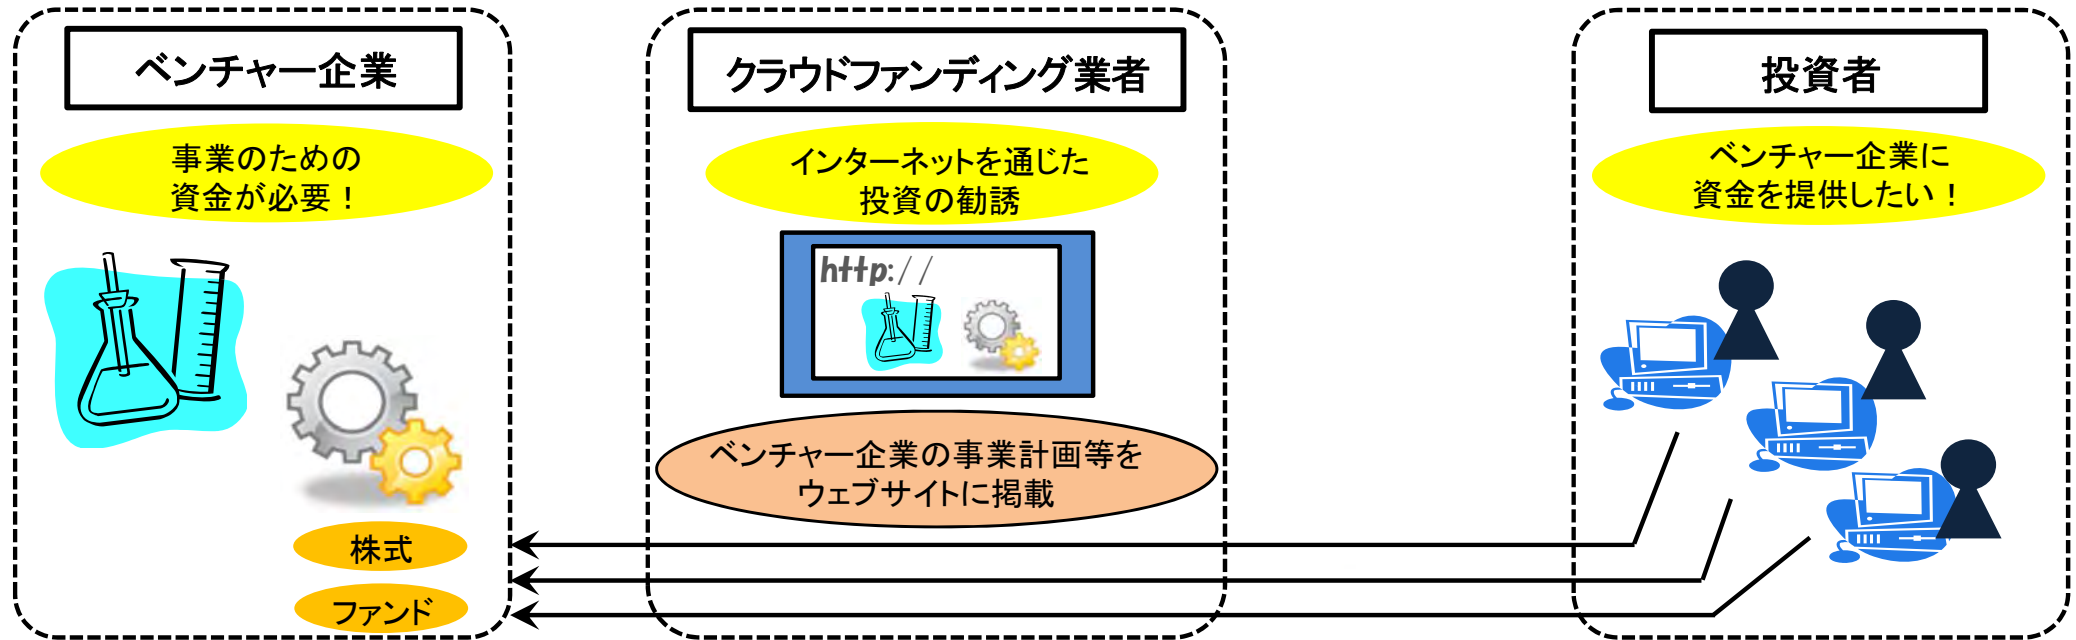 ベンチャー企業
事業のための
資金が必要！
株式
ファンド
クラウドファンディング業者
インターネットを通じた
投資の勧誘
http://
ベンチャー企業の事業計画等を
ウェブサイトに掲載
投資者
ベンチャー企業に
資金を提供したい！